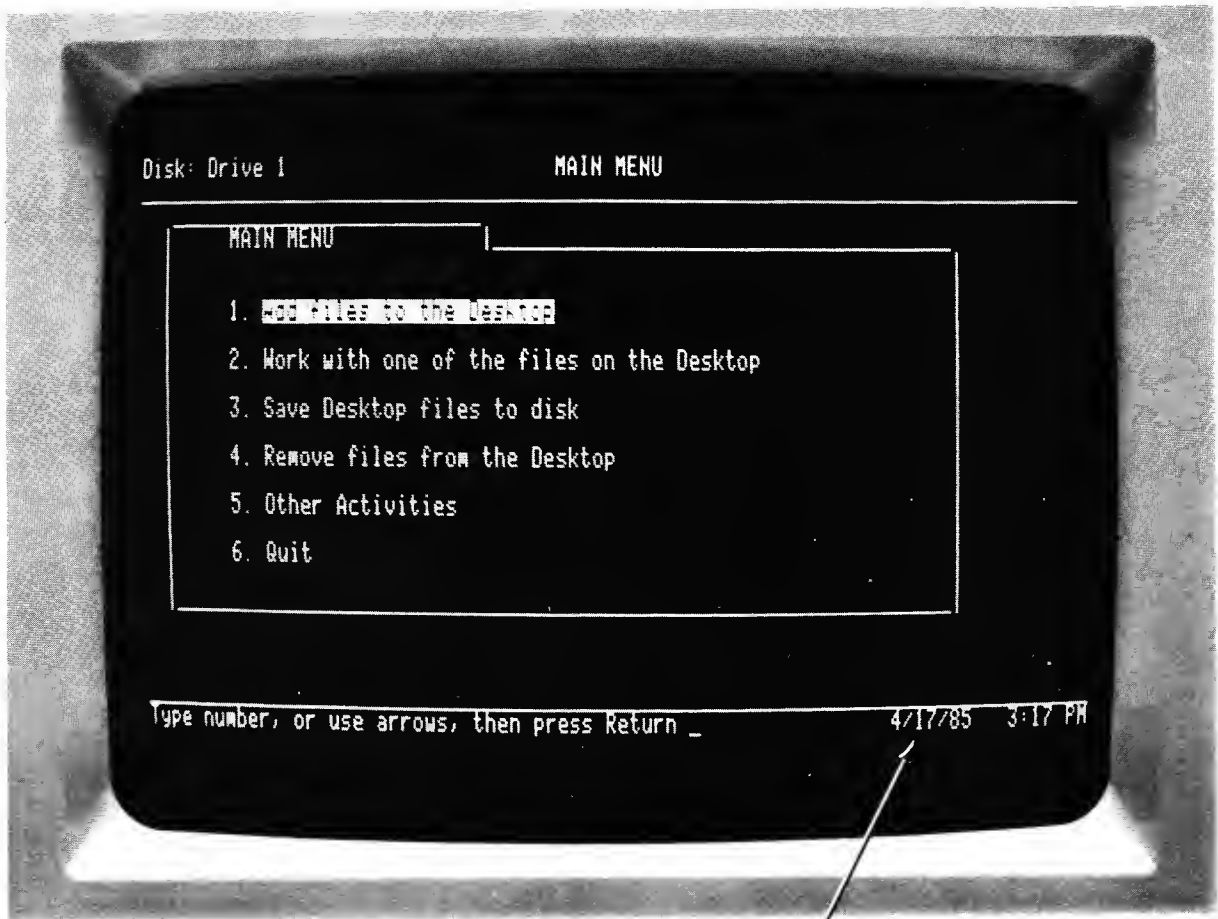 Disk: Drive 1 MAIN MENU
MAIN MENU
1. Add files to the Desktop
2. Work with one of the files on the Desktop
3. Save Desktop files to disk
4. Remove files from the Desktop
5. Other Activities
6. Quit
Type number, or use arrows, then press Return _ 4/17/85 3:17 PM